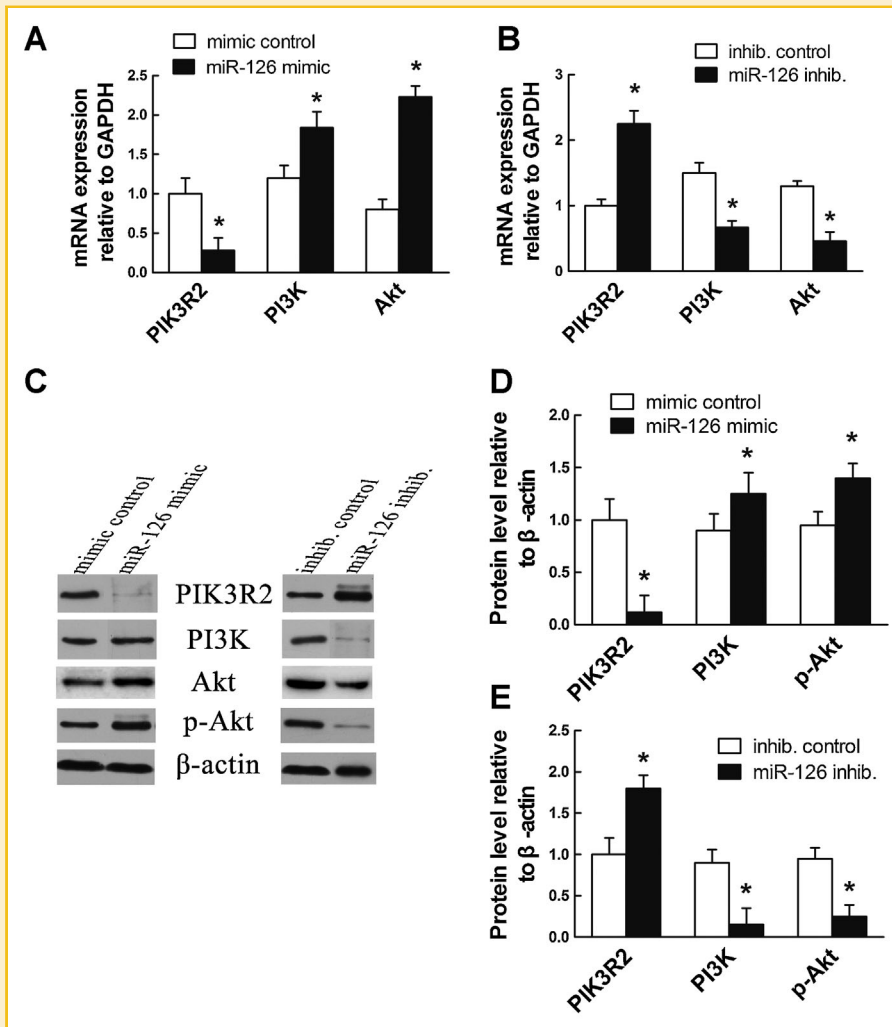 A
mimic control
miR-126 mimic
mRNA expression
relative to GAPDH
2.5
2.0
1.5
1.0
0.5
0.0
*
*
*
PIK3R2
PI3K
Akt
B
inhib. control
miR-126 inhib.
mRNA expression
relative to GAPDH
3
2
1
0
*
*
*
PIK3R2
PI3K
Akt
C
mimic control
miR-126 mimic
inhib. control
miR-126 inhib.
PIK3R2
PI3K
Akt
p-Akt
β-actin
D
mimic control
miR-126 mimic
Protein level relative
to β -actin
2.0
1.5
1.0
0.5
0.0
*
*
*
PIK3R2
PI3K
p-Akt
E
inhib. control
miR-126 inhib.
Protein level relative
to β -actin
2.5
2.0
1.5
1.0
0.5
0.0
*
*
*
PIK3R2
PI3K
p-Akt